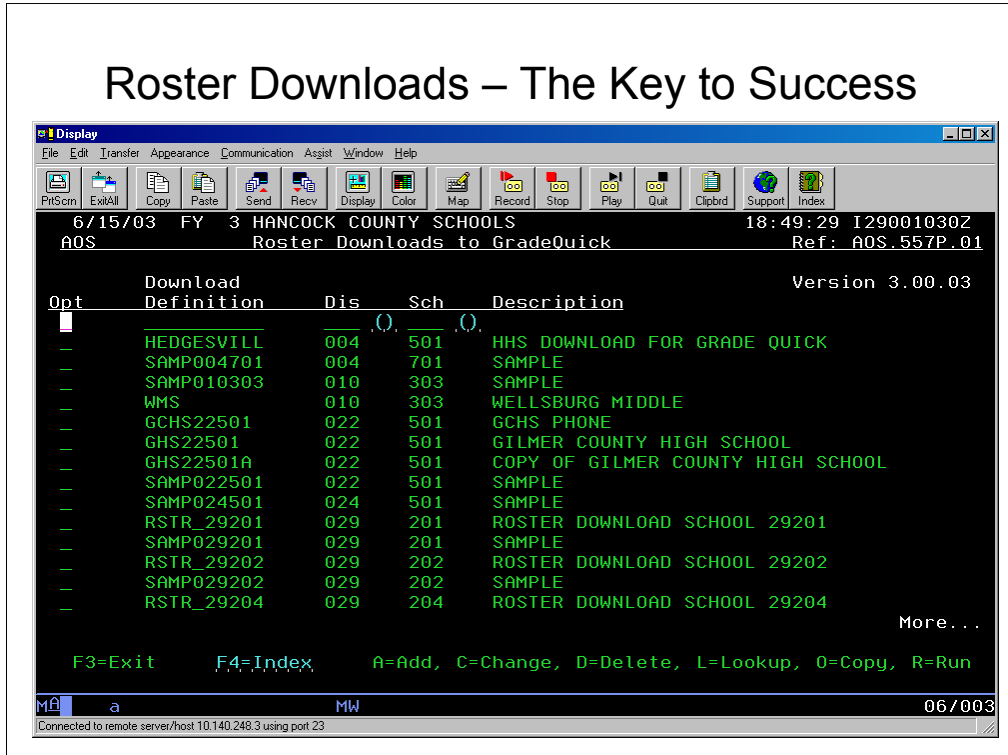 Roster Downloads – The Key to Success
Display
File Edit Transfer Appearance Communication Assist Window Help
PrtScrn ExitAll Copy Paste Send Recv Display Color Map Record Stop Play Quit Clipbrd Support Index
6/15/03 FY 3 HANCOCK COUNTY SCHOOLS 18:49:29 I29001030Z
AOS Roster Downloads to GradeQuick Ref: AOS.557P.01
Download Version 3.00.03
Opt Definition Dis Sch Description
() ()
HEDGESVILL 004 501 HHS DOWNLOAD FOR GRADE QUICK
SAMP004701 004 701 SAMPLE
SAMP010303 010 303 SAMPLE
WMS 010 303 WELLSBURG MIDDLE
GCHS22501 022 501 GCHS PHONE
GHS22501 022 501 GILMER COUNTY HIGH SCHOOL
GHS22501A 022 501 COPY OF GILMER COUNTY HIGH SCHOOL
SAMP022501 022 501 SAMPLE
SAMP024501 024 501 SAMPLE
RSTR_29201 029 201 ROSTER DOWNLOAD SCHOOL 29201
SAMP029201 029 201 SAMPLE
RSTR_29202 029 202 ROSTER DOWNLOAD SCHOOL 29202
SAMP029202 029 202 SAMPLE
RSTR_29204 029 204 ROSTER DOWNLOAD SCHOOL 29204
More...
F3=Exit F4=Index A=Add, C=Change, D=Delete, L=Lookup, O=Copy, R=Run
MA a MW 06/003
Connected to remote server/host 10.140.248.3 using port 23